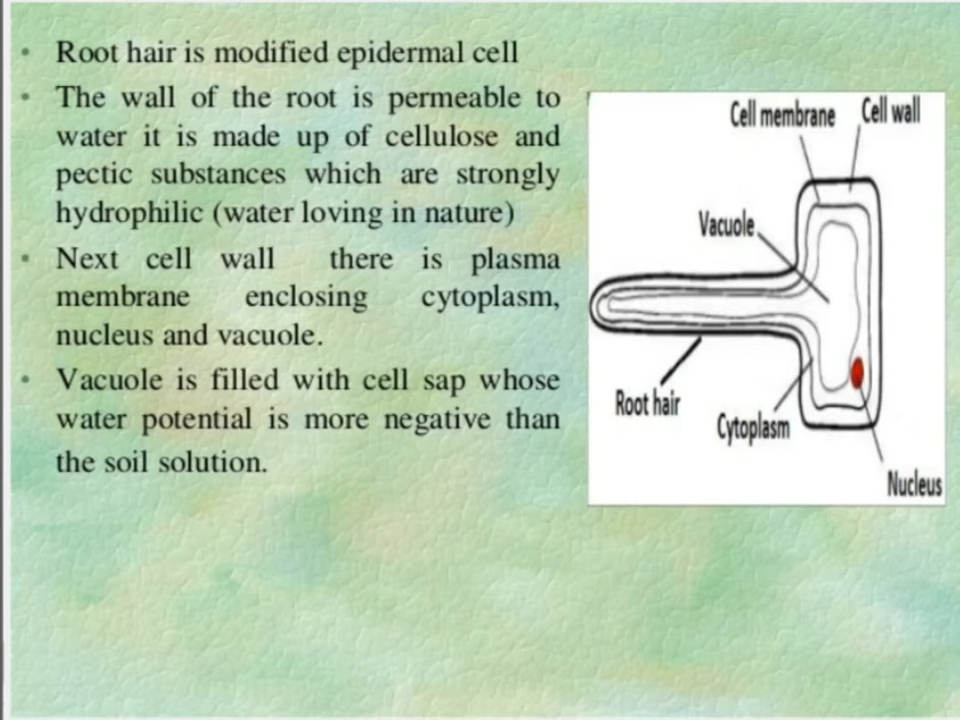 • Root hair is modified epidermal cell
• The wall of the root is permeable to
water it is made up of cellulose and
pectic substances which are strongly
hydrophilic (water loving in nature)
• Next cell wall there is plasma
membrane enclosing cytoplasm,
nucleus and vacuole.
• Vacuole is filled with cell sap whose
water potential is more negative than
the soil solution.
Cell membrane Cell wall
Vacuole
Root hair
Cytoplasm
Nucleus